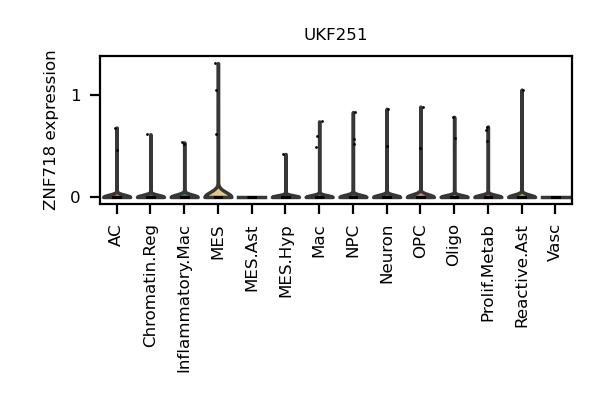 UKF251
ZNF718 expression
1
0
AC
Chromatin.Reg
Inflammatory.Mac
MES
MES.Ast
MES.Hyp
Mac
NPC
Neuron
OPC
Oligo
Prolif.Metab
Reactive.Ast
Vasc